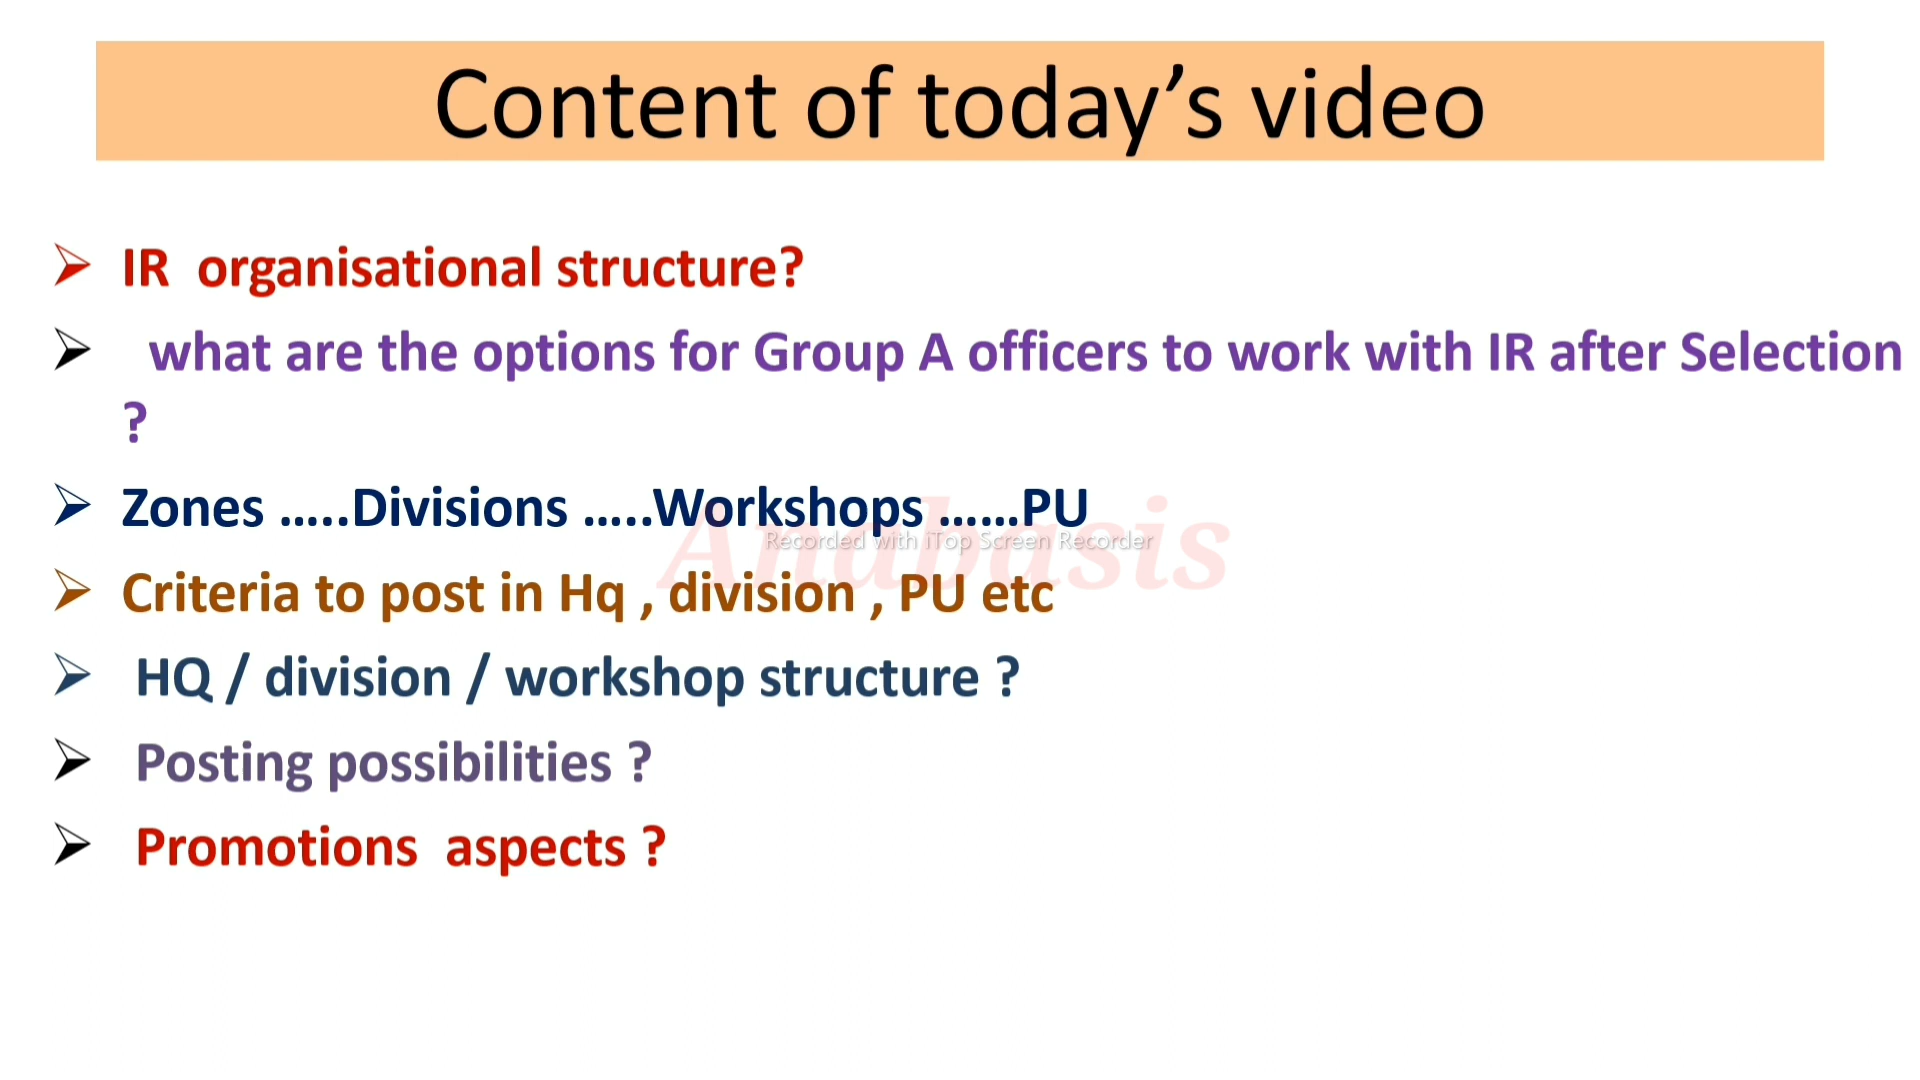 Content of today’s video
IR  organisational structure?
what are the options for Group A officers to work with IR after Selection
?
Zones …..Divisions …..Workshops ……PU
Anabasis
Recorded with iTop Screen Recorder
Criteria to post in Hq , division , PU etc
HQ / division / workshop structure ?
Posting possibilities ?
Promotions  aspects ?